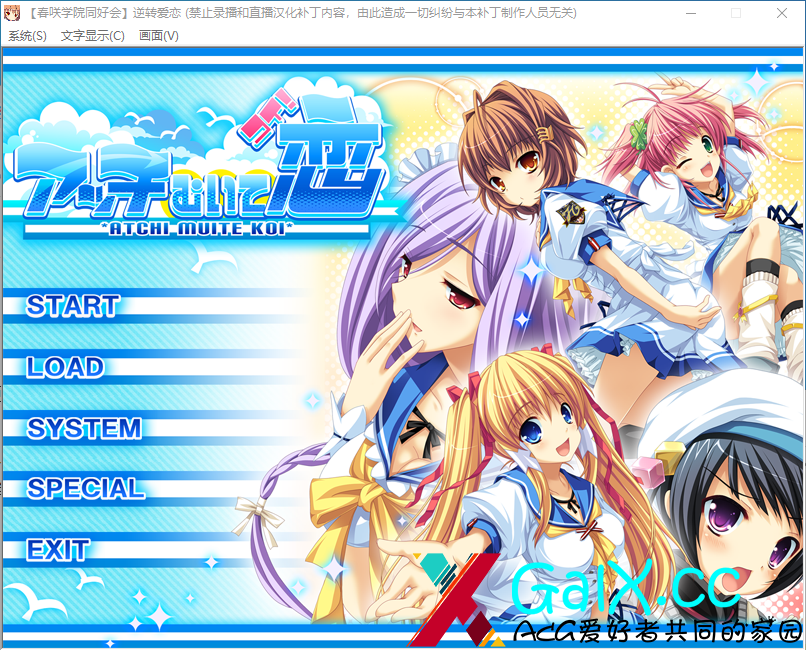 【春咲学院同好会】逆转爱恋 (禁止录播和直播汉化补丁内容，由此造成一切纠纷与本补丁制作人员无关)
系统(S) 文字显示(C) 画面(V)
コチ!
アッチむいて恋
*ATCHI MUITE KOI*
START
LOAD
SYSTEM
SPECIAL
EXIT
GalX.cc
ACG爱好者共同的家园